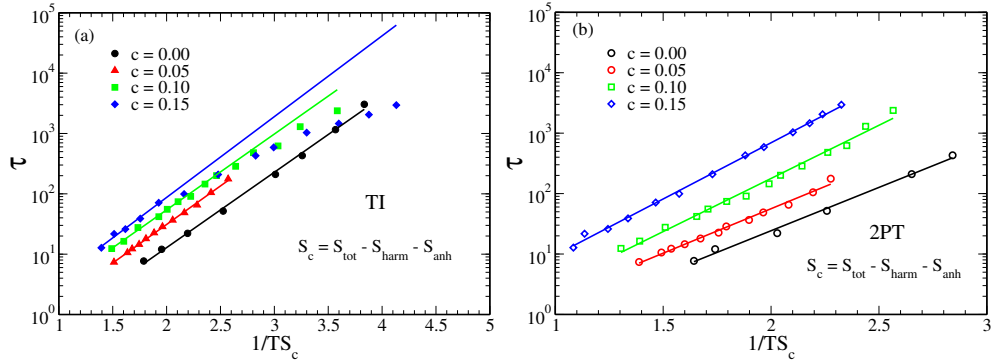 (a)
c = 0.00
c = 0.05
c = 0.10
c = 0.15
TI
S_c = S_tot - S_harm - S_anh
τ
10^5
10^4
10^3
10^2
10^1
10^0
1 1.5 2 2.5 3 3.5 4 4.5 5
1/TS_c
(b)
c = 0.00
c = 0.05
c = 0.10
c = 0.15
2PT
S_c = S_tot - S_harm - S_anh
τ
10^5
10^4
10^3
10^2
10^1
10^0
1 1.5 2 2.5 3
1/TS_c